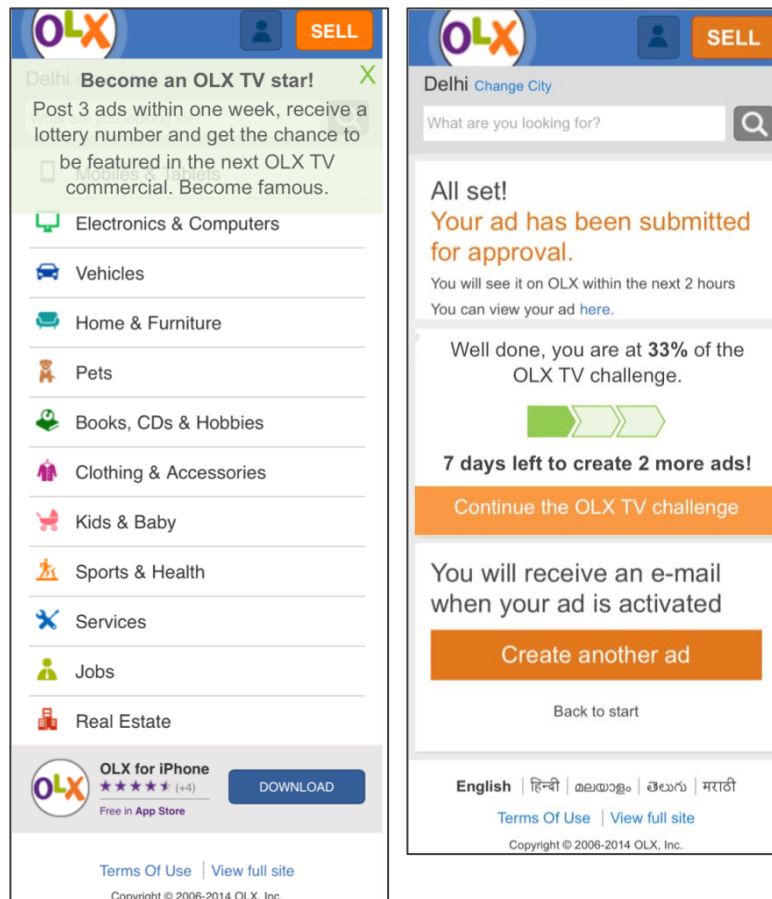 OLX
SELL
Become an OLX TV star!
X
Post 3 ads within one week, receive a
lottery number and get the chance to
be featured in the next OLX TV
commercial. Become famous.
Delhi
Mobiles & Tablets
Electronics & Computers
Vehicles
Home & Furniture
Pets
Books, CDs & Hobbies
Clothing & Accessories
Kids & Baby
Sports & Health
Services
Jobs
Real Estate
OLX
OLX for iPhone
(+4)
Free in App Store
DOWNLOAD
Terms Of Use | View full site
Copyright © 2006-2014 OLX, Inc.
OLX
SELL
Delhi Change City
What are you looking for?
All set!
Your ad has been submitted
for approval.
You will see it on OLX within the next 2 hours
You can view your ad here.
Well done, you are at 33% of the
OLX TV challenge.
7 days left to create 2 more ads!
Continue the OLX TV challenge
You will receive an e-mail
when your ad is activated
Create another ad
Back to start
English | हिन्दी | മലയാളം | తెలుగు | मराठी
Terms Of Use | View full site
Copyright © 2006-2014 OLX, Inc.